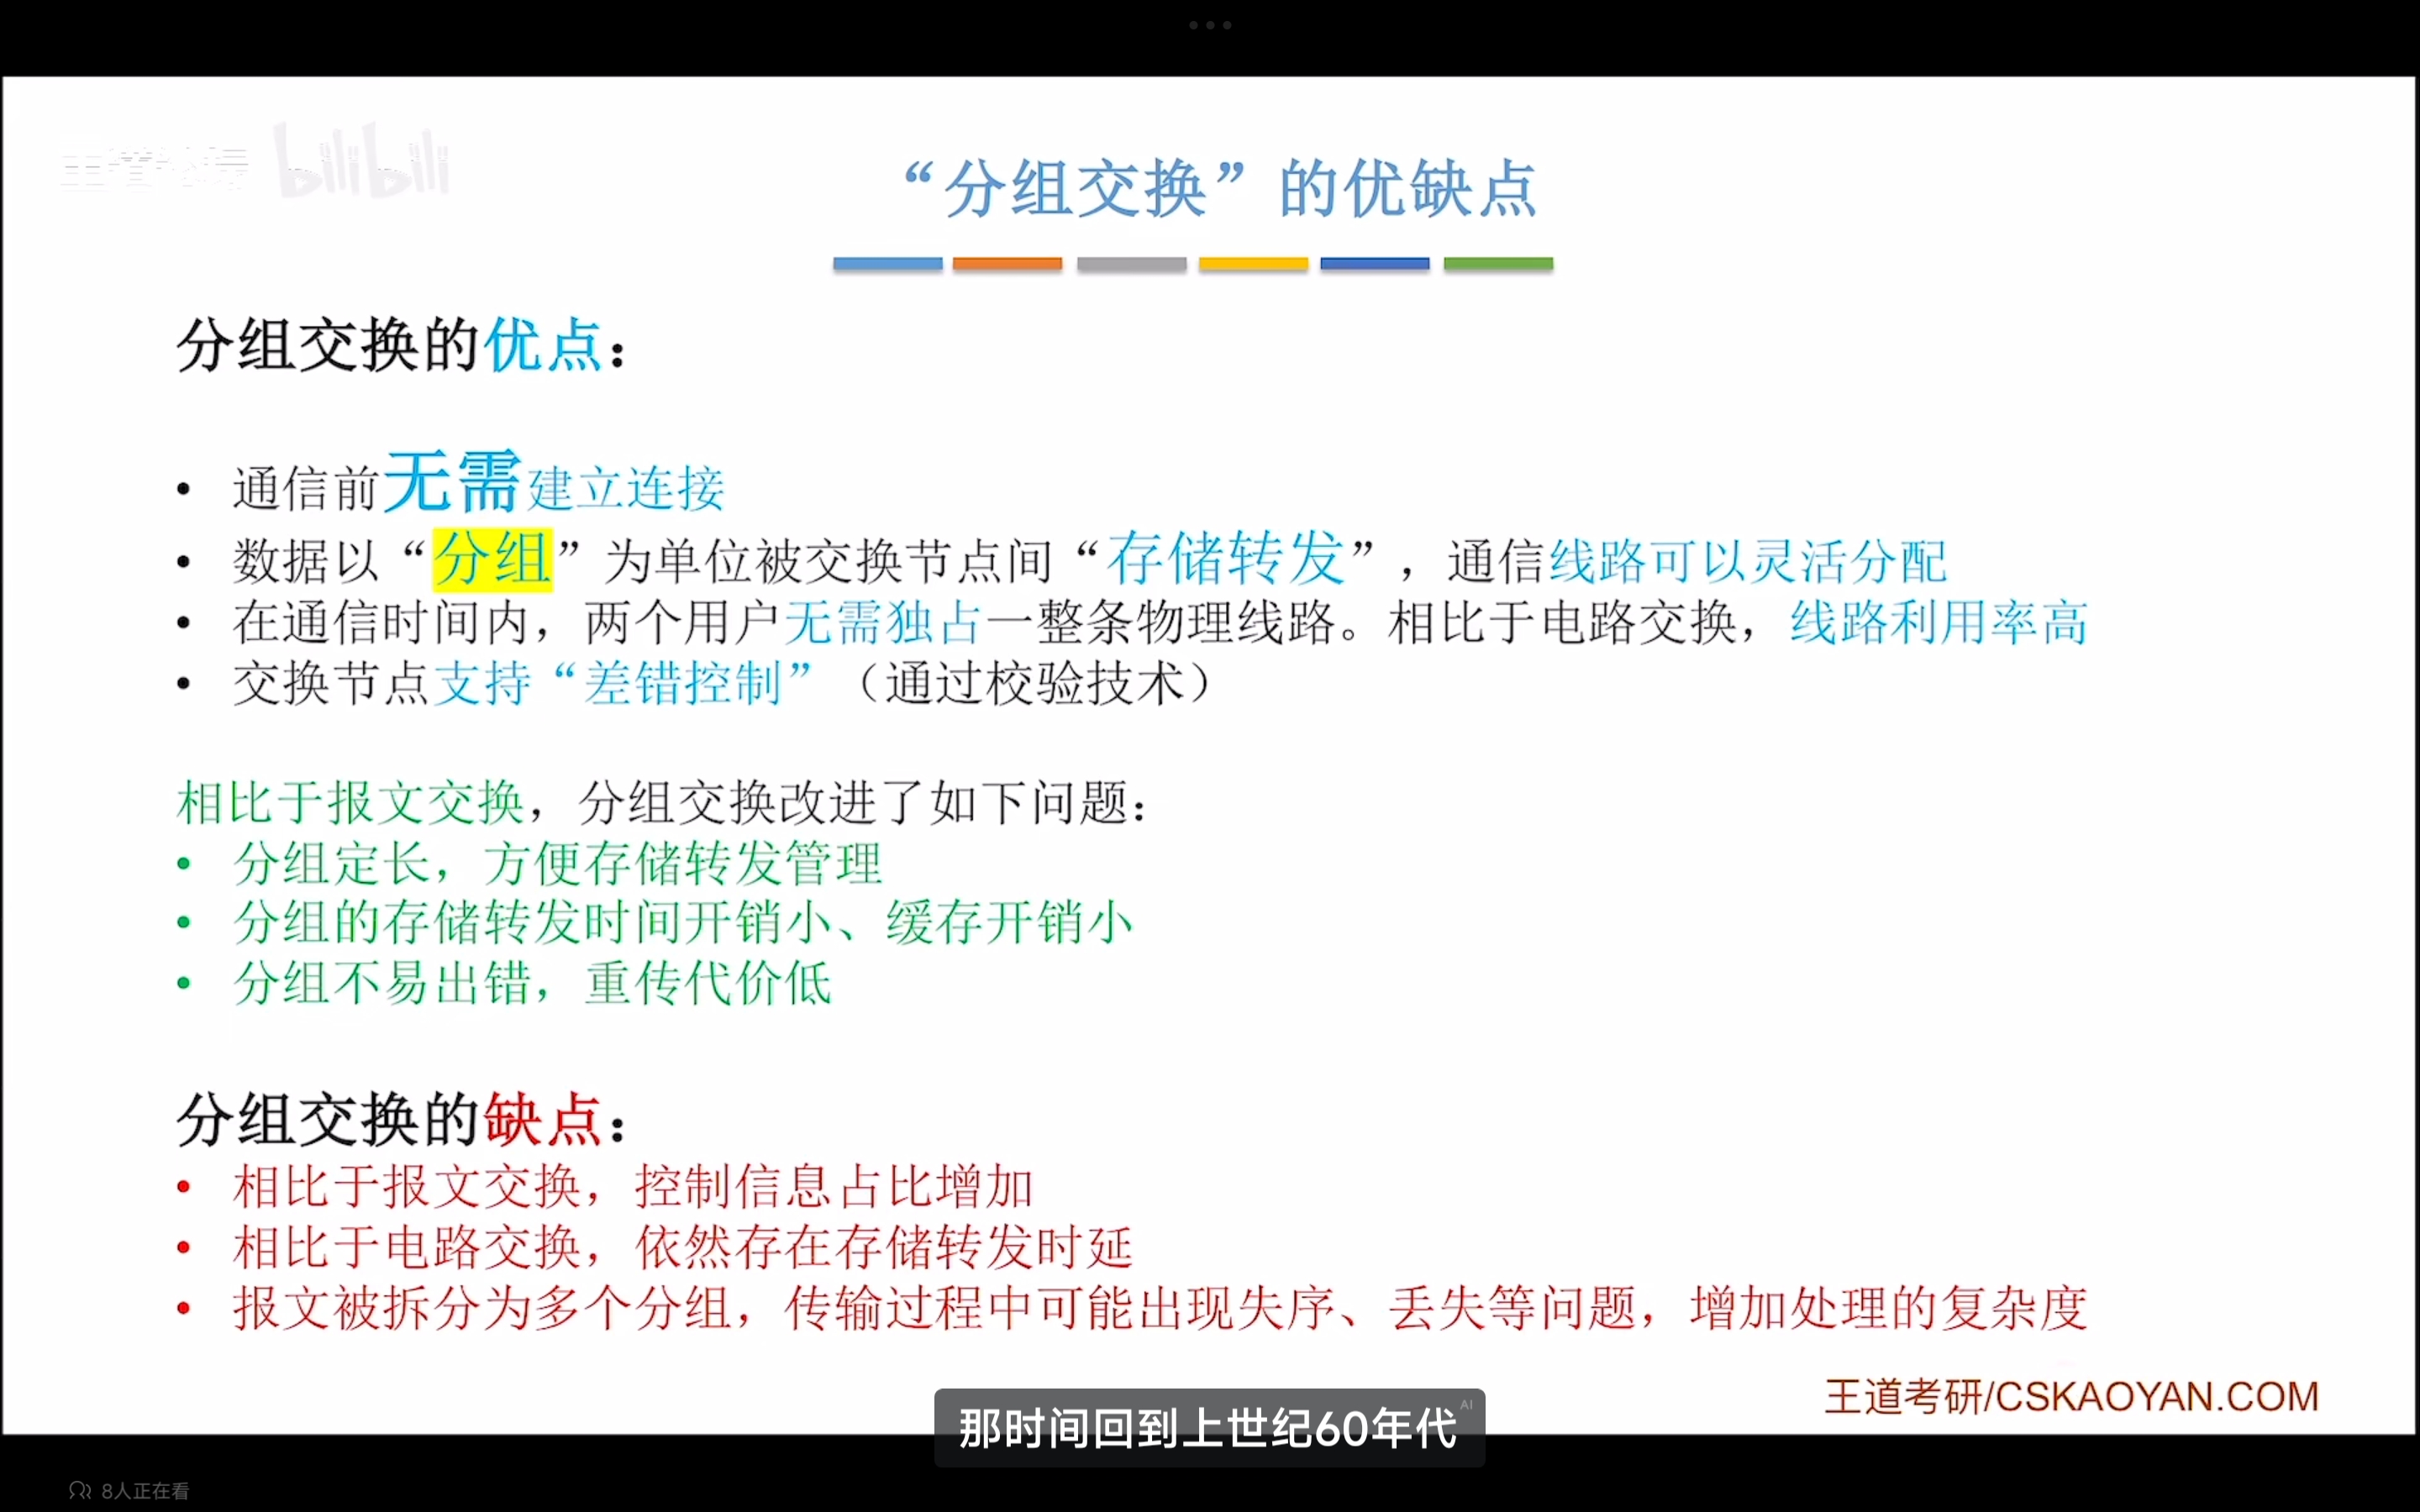 bilibili
“分组交换”的优缺点
分组交换的优点：
• 通信前无需建立连接
• 数据以“分组”为单位被交换节点间“存储转发”，通信线路可以灵活分配
• 在通信时间内，两个用户无需独占一整条物理线路。相比于电路交换，线路利用率高
• 交换节点支持“差错控制”（通过校验技术）
相比于报文交换，分组交换改进了如下问题：
• 分组定长，方便存储转发管理
• 分组的存储转发时间开销小、缓存开销小
• 分组不易出错，重传代价低
分组交换的缺点：
• 相比于报文交换，控制信息占比增加
• 相比于电路交换，依然存在存储转发时延
• 报文被拆分为多个分组，传输过程中可能出现失序、丢失等问题，增加处理的复杂度
王道考研/CSKAOYAN.COM
那时间回到上世纪60年代 AI
8人正在看